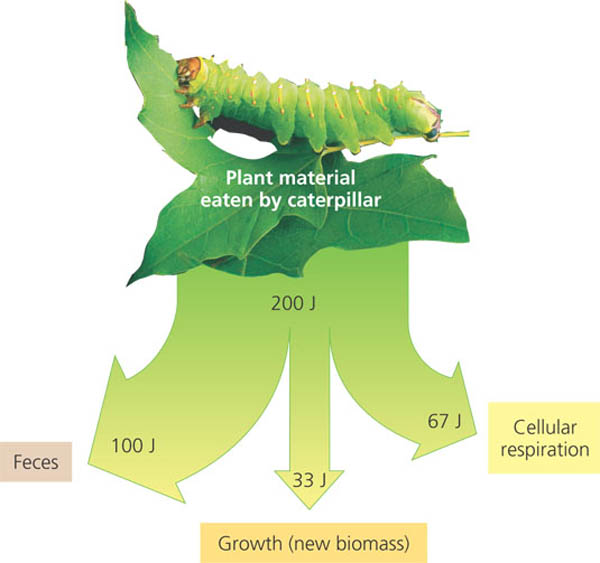 Plant material
eaten by caterpillar
200 J
100 J
33 J
67 J
Feces
Cellular
respiration
Growth (new biomass)